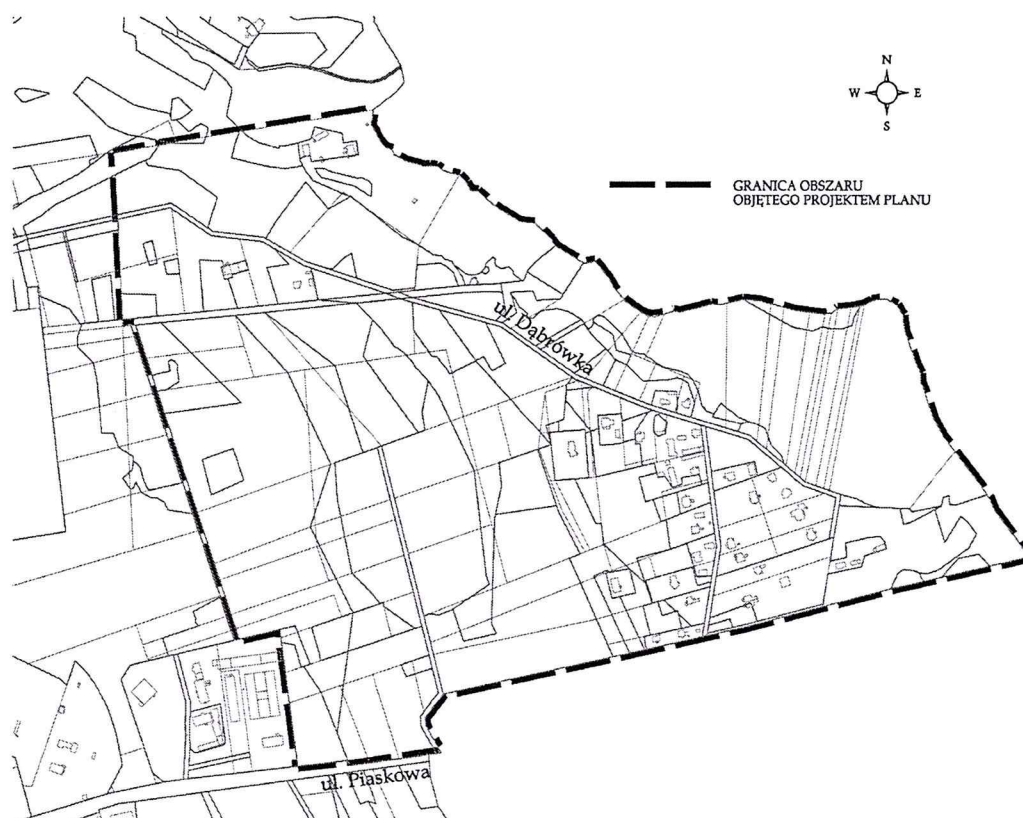 N
W E
S
GRANICA OBSZARU
OBJĘTEGO PROJEKTEM PLANU
ul. Dąbrówka
ul. Piaskowa